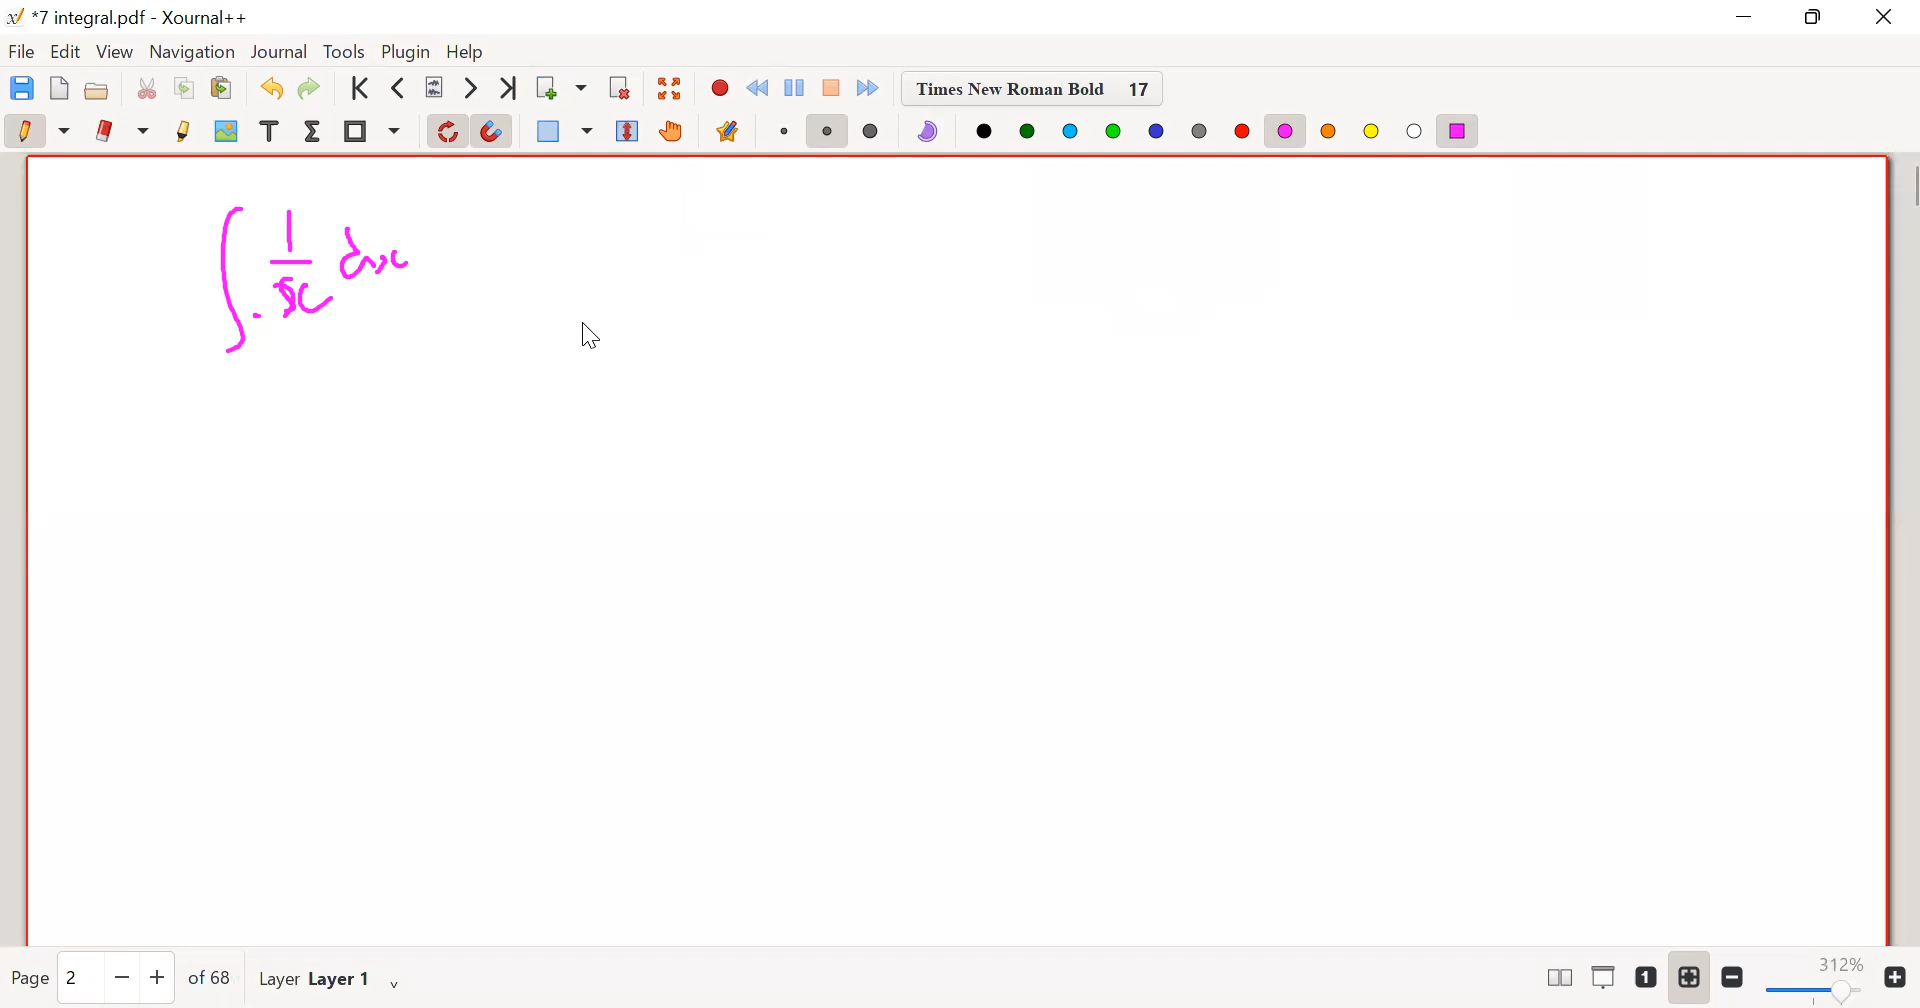 *7 integral.pdf - Xournal++
File Edit View Navigation Journal Tools Plugin Help
Times New Roman Bold 17
∫ 1/x dx
Page 2 of 68 Layer Layer 1 312%